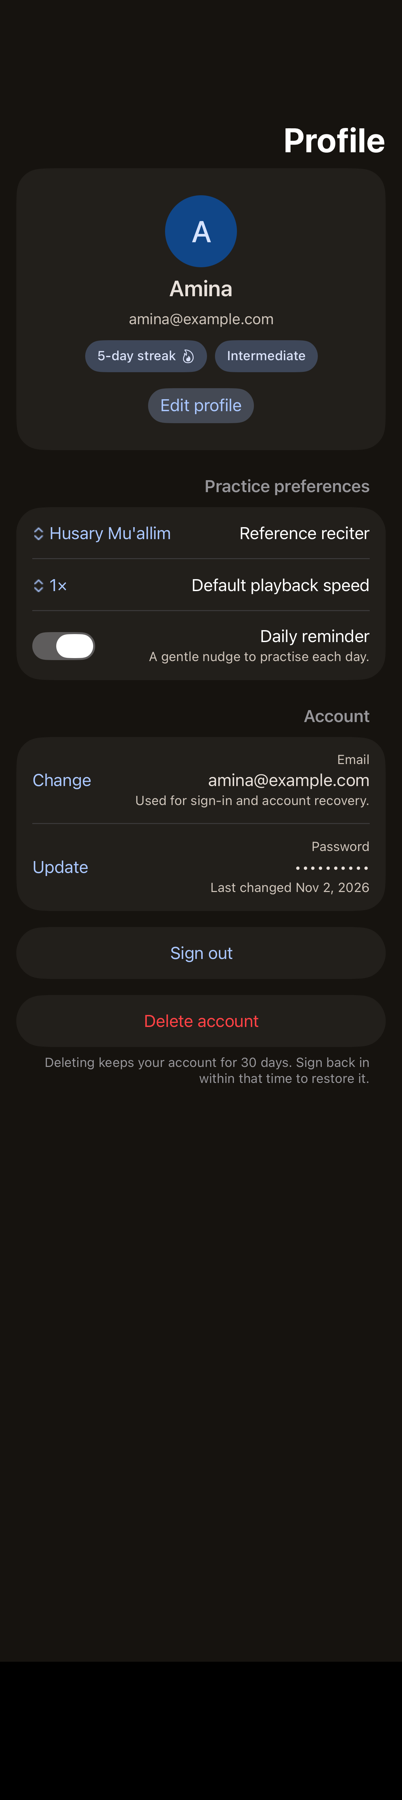 Profile
A
Amina
amina@example.com
5-day streak
Intermediate
Edit profile
Practice preferences
Reference reciter
Husary Mu'allim
Default playback speed
1×
Daily reminder
A gentle nudge to practise each day.
Account
Email
amina@example.com
Used for sign-in and account recovery.
Change
Password
••••••••••
Last changed Nov 2, 2026
Update
Sign out
Delete account
Deleting keeps your account for 30 days. Sign back in
within that time to restore it.